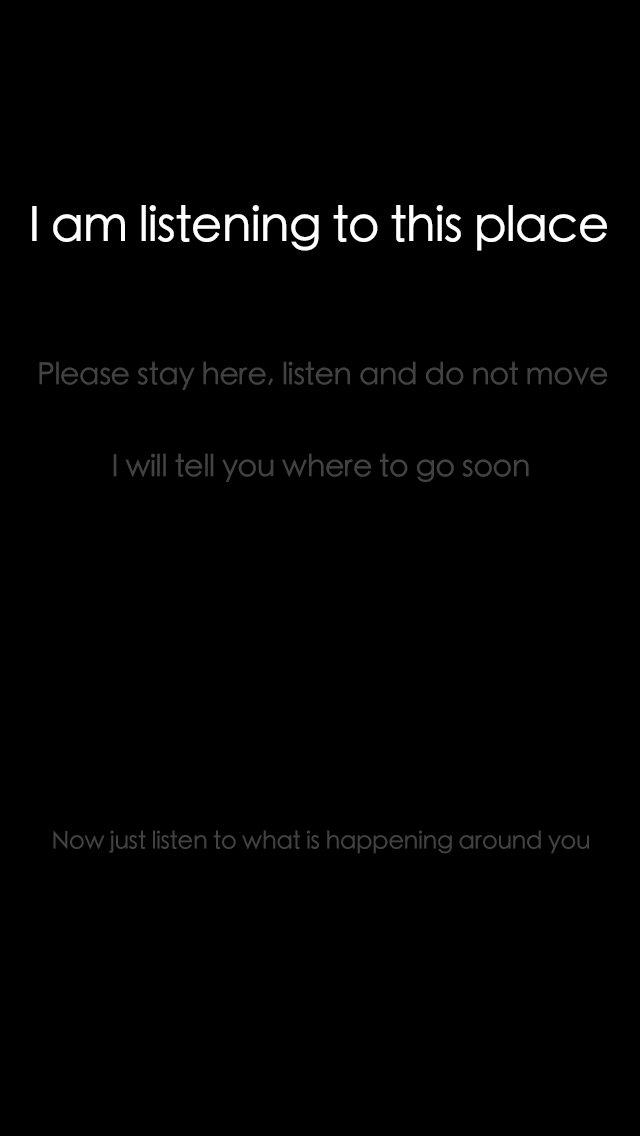 I am listening to this place
Please stay here, listen and do not move
I will tell you where to go soon
Now just listen to what is happening around you